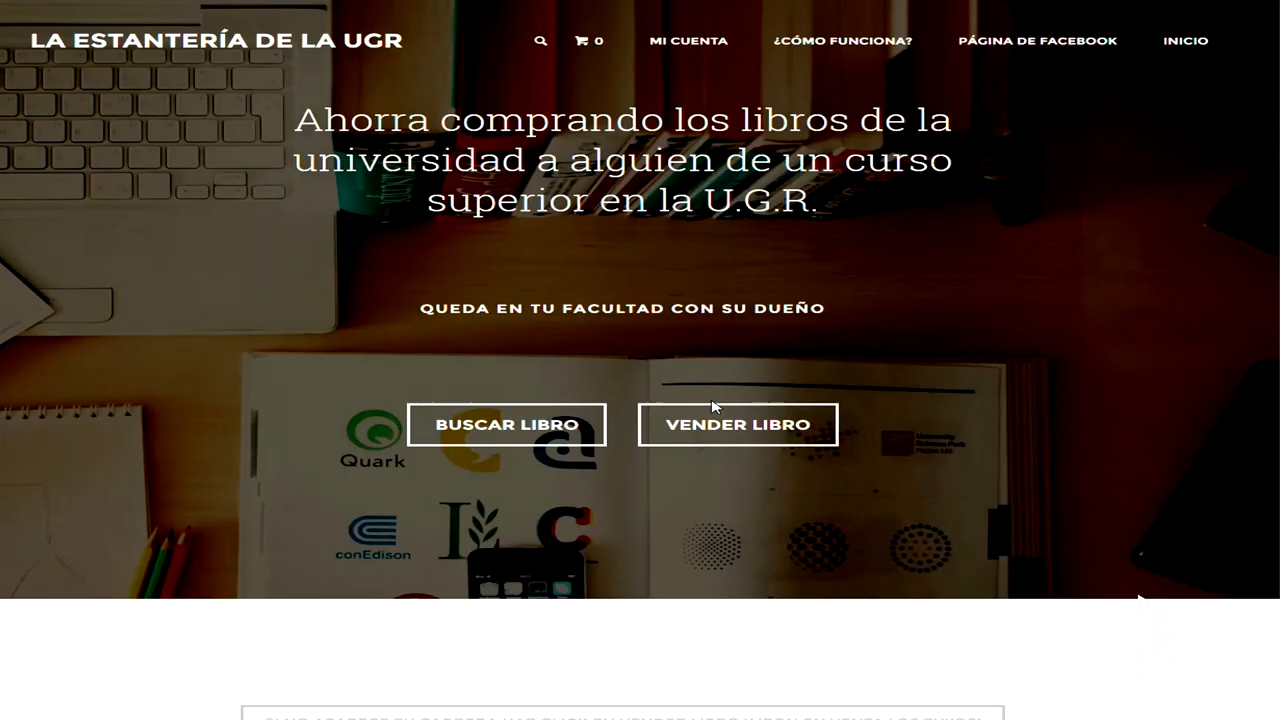 LA ESTANTERÍA DE LA UGR
0
MI CUENTA
¿CÓMO FUNCIONA?
PÁGINA DE FACEBOOK
INICIO
Ahorra comprando los libros de la
universidad a alguien de un curso
superior en la U.G.R.
QUEDA EN TU FACULTAD CON SU DUEÑO
BUSCAR LIBRO
VENDER LIBRO
Quark
conEdison